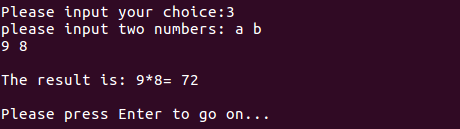 Please input your choice:3
please input two numbers: a b
9 8
The result is: 9*8= 72
Please press Enter to go on...